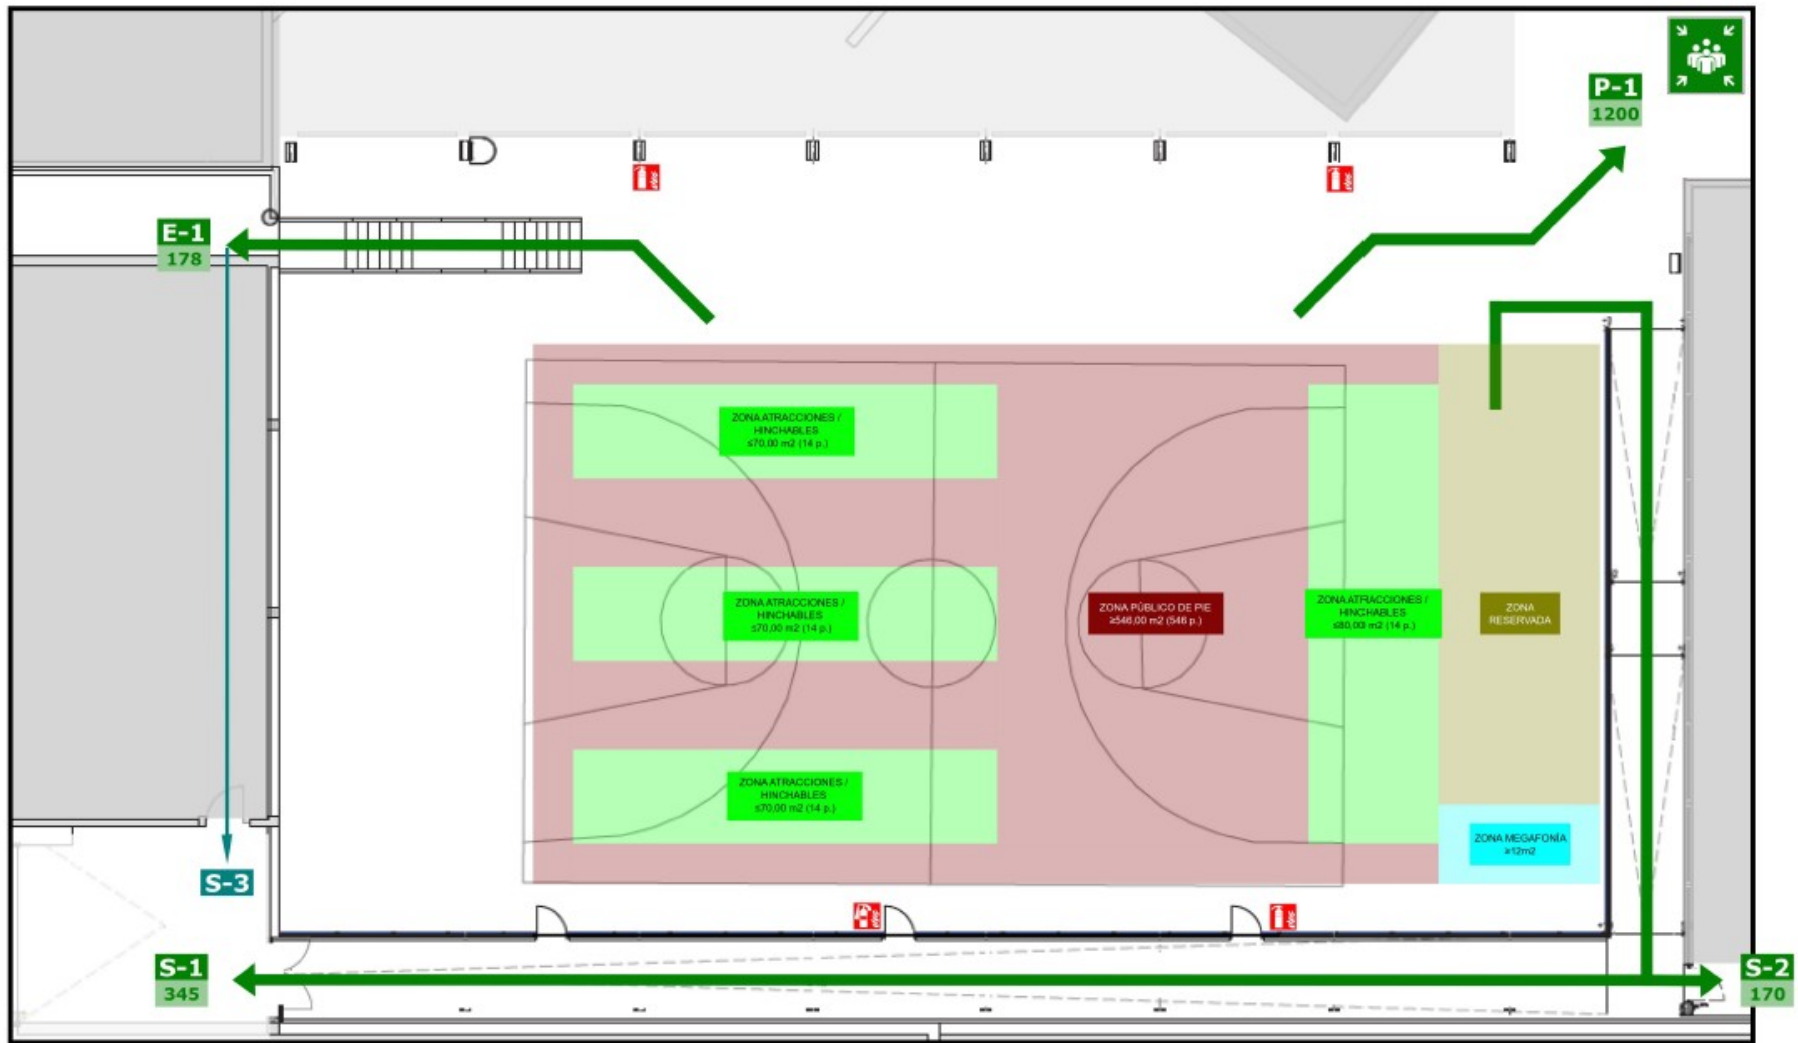 P-1
1200
E-1
178
ZONA ATRACCIONES /
HINCHABLES
≤70,00 m2 (14 p.)
ZONA ATRACCIONES /
HINCHABLES
≤70,00 m2 (14 p.)
ZONA PÚBLICO DE PIE
≥546,00 m2 (546 p.)
ZONA ATRACCIONES /
HINCHABLES
≤80,00 m2 (14 p.)
ZONA
RESERVADA
ZONA ATRACCIONES /
HINCHABLES
≤70,00 m2 (14 p.)
ZONA MEGAFONÍA
≥12m2
S-3
S-1
345
S-2
170